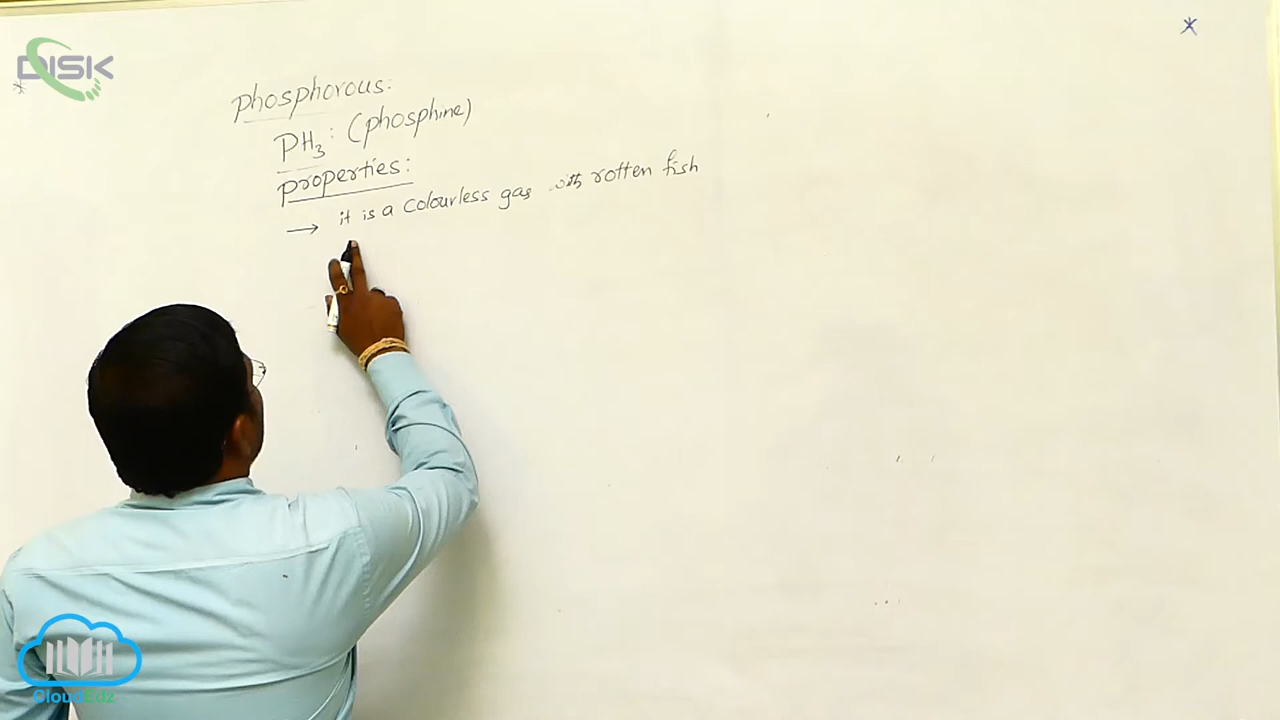 DISK
phosphorous:
PH3: (phosphine)
properties:
→ it is a colourless gas with rotten fish
CloudEdz